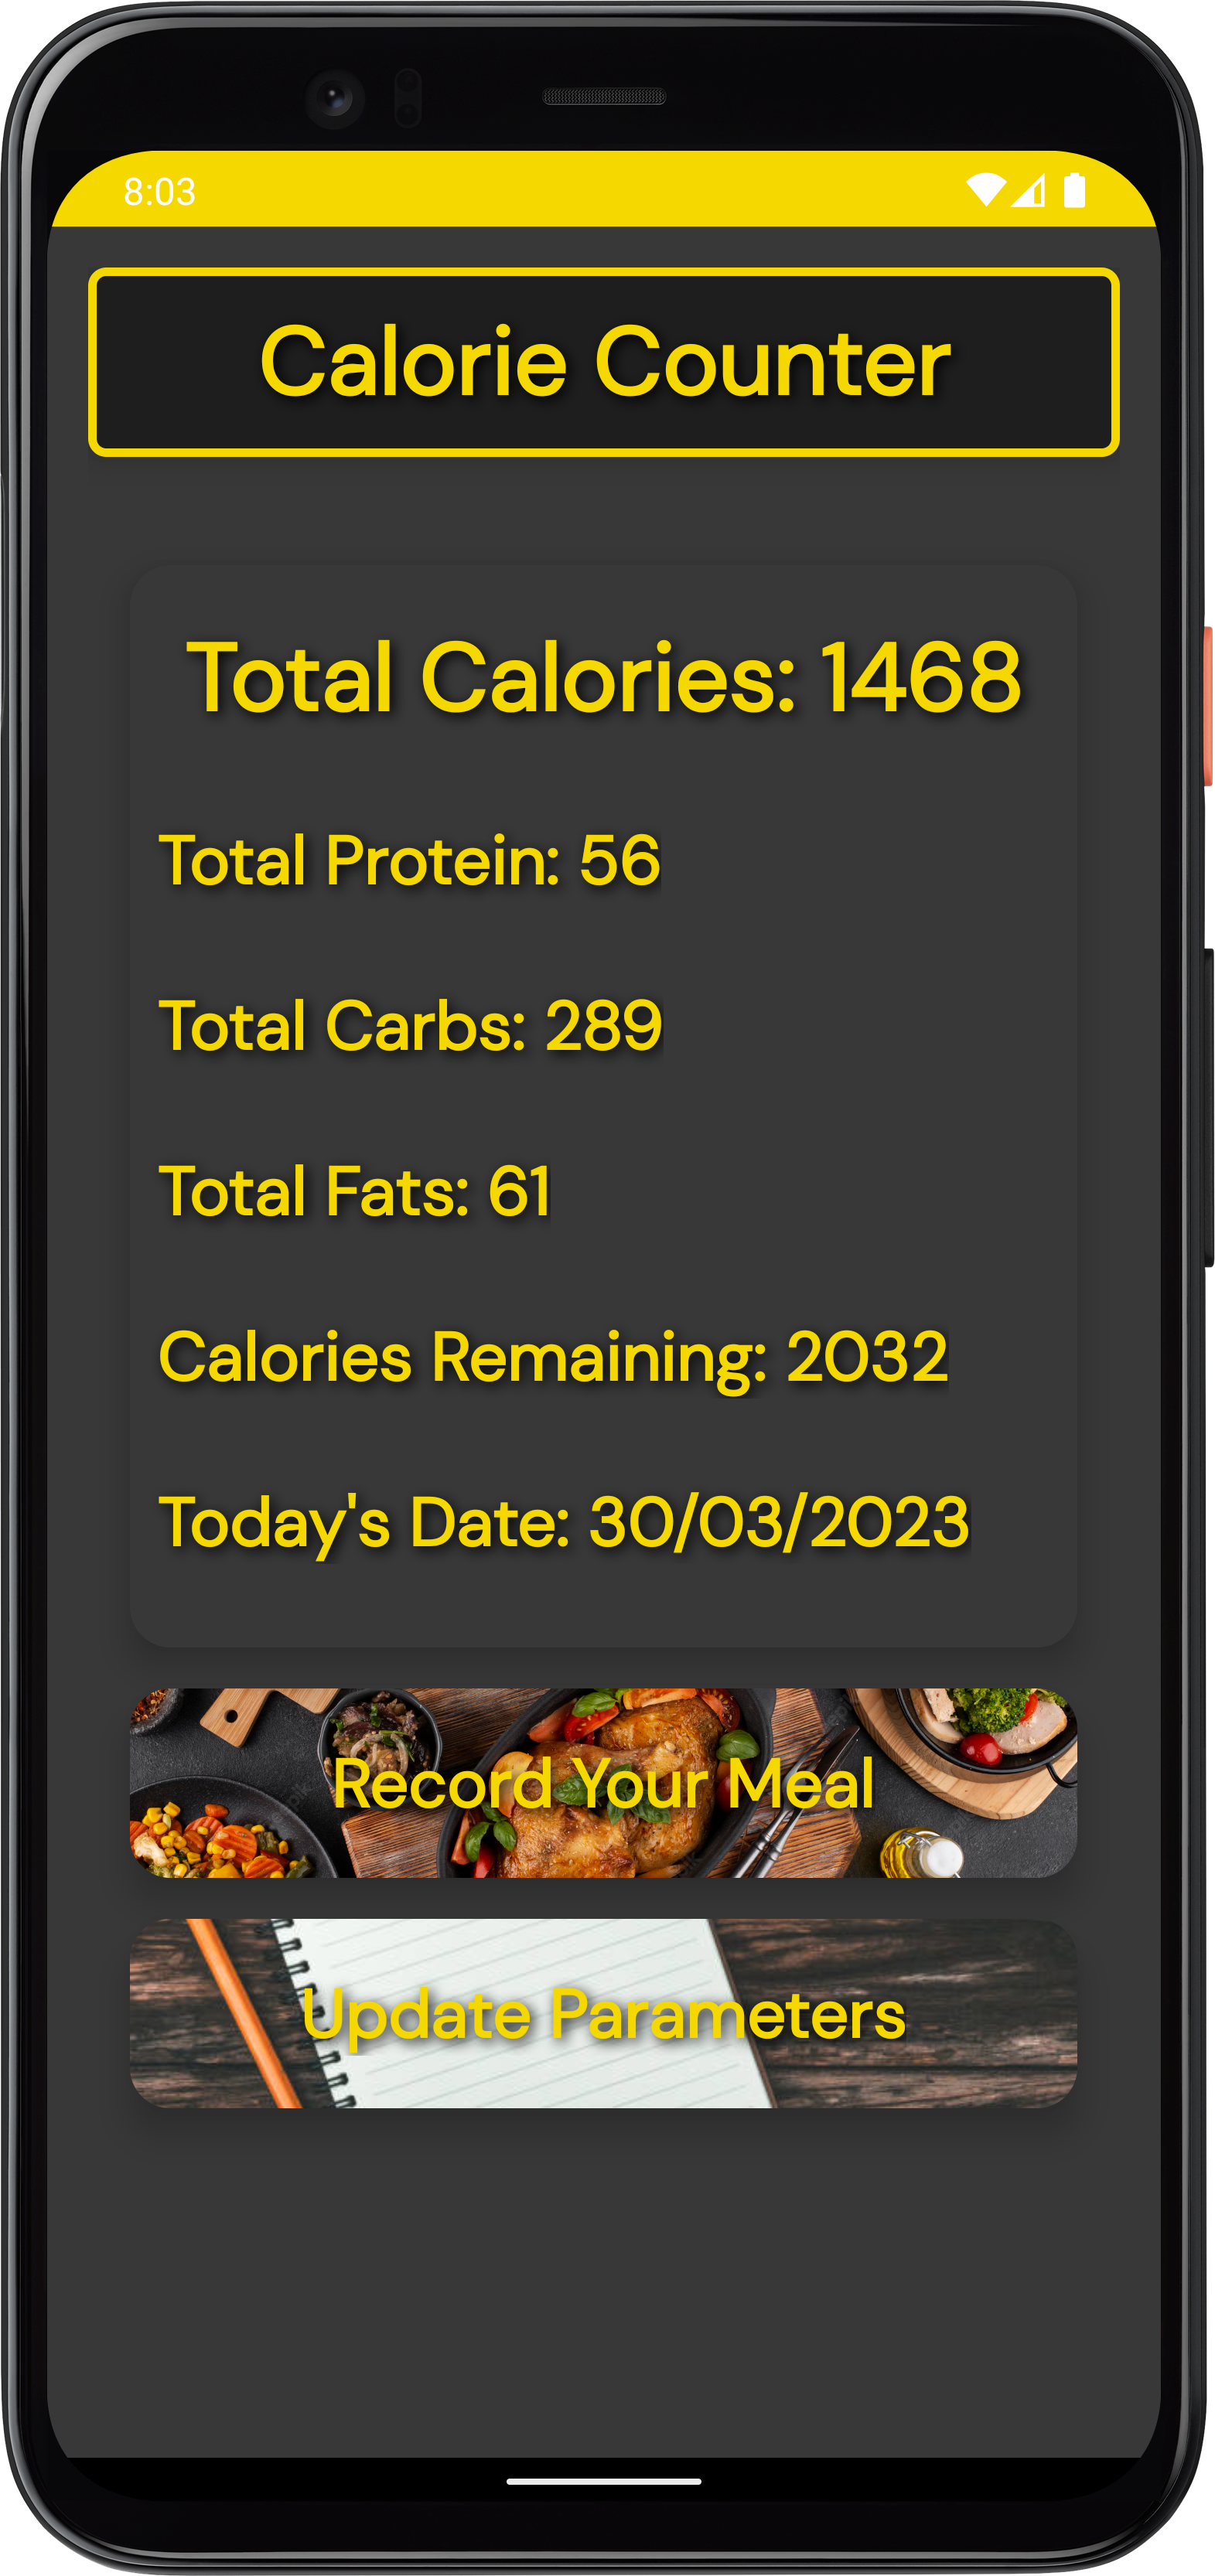 8:03
Calorie Counter
Total Calories: 1468
Total Protein: 56
Total Carbs: 289
Total Fats: 61
Calories Remaining: 2032
Today's Date: 30/03/2023
Record Your Meal
Update Parameters